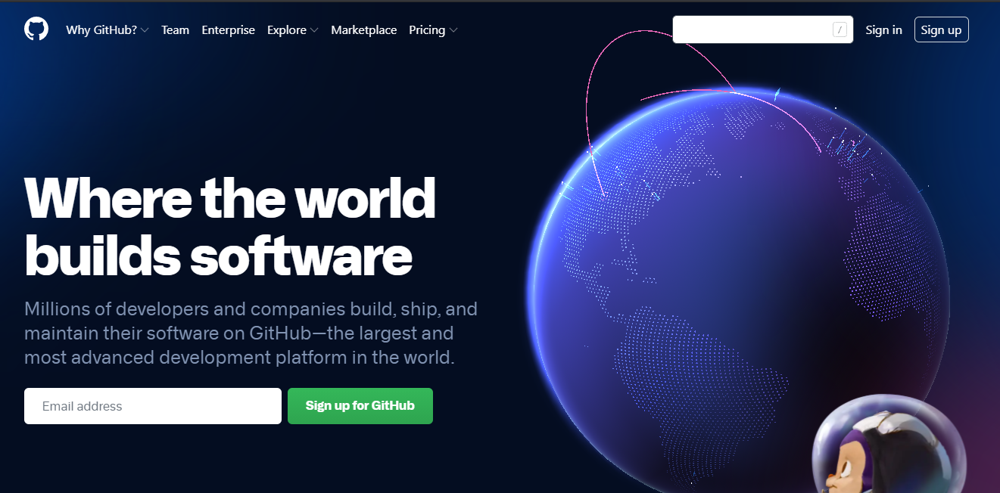 Why GitHub? Team Enterprise Explore Marketplace Pricing / Sign in Sign up
Where the world
builds software
Millions of developers and companies build, ship, and
maintain their software on GitHub—the largest and
most advanced development platform in the world.
Email address Sign up for GitHub